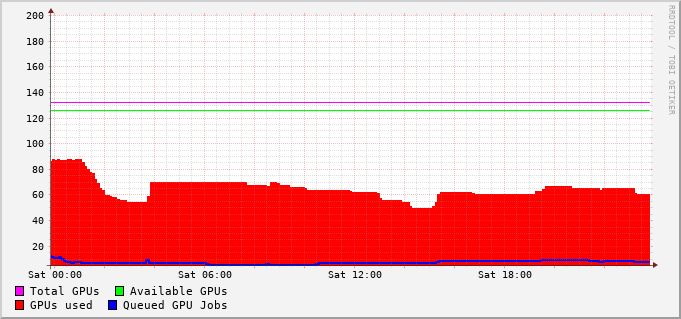 200
180
160
140
120
100
80
60
40
20
Sat 00:00 Sat 06:00 Sat 12:00 Sat 18:00
Total GPUs Available GPUs
GPUs used Queued GPU Jobs
RRDTOOL / TOBI OETIKER